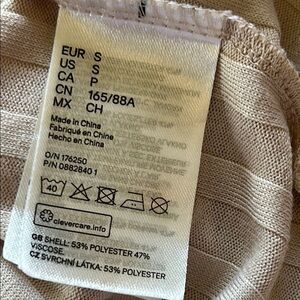 EUR S
US S
CA P
CN 165/88A
MX CH
Made in China
Fabriqué en Chine
Hecho en China
O/N 176250
P/N 0882840 1
40
clevercare.info
GB SHELL: 53% POLYESTER 47%
VISCOSE
CZ SVRCHNÍ LÁTKA: 53% POLYESTER